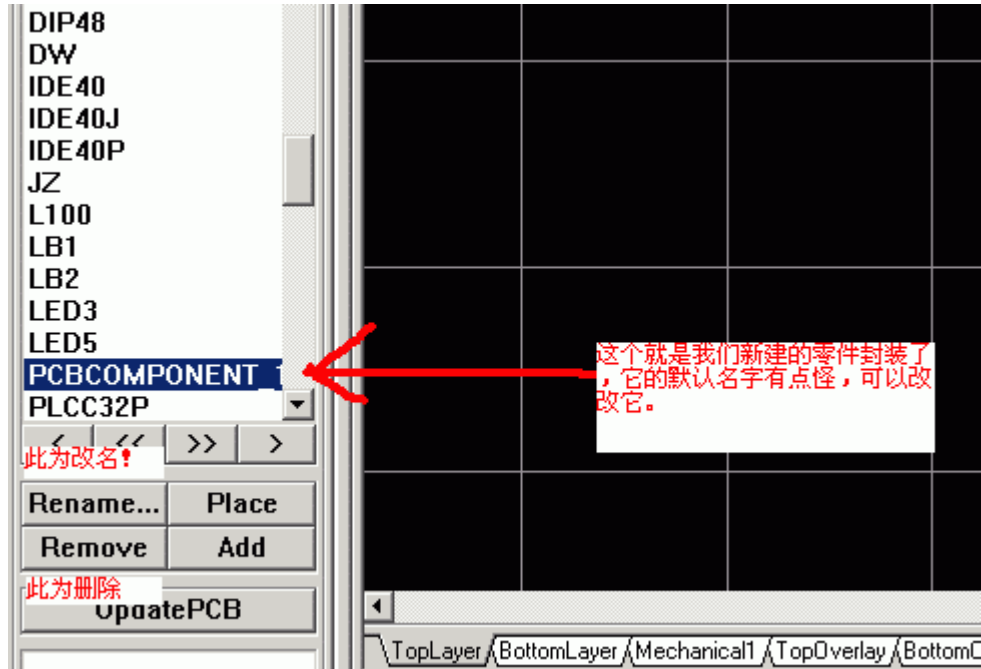 DIP48
DW
IDE40
IDE40J
IDE40P
JZ
L100
LB1
LB2
LED3
LED5
PCBCOMPONENT_1
PLCC32P
< << >> >
此为改名！
Rename... Place
Remove Add
此为删除
UpdatePCB
这个就是我们新建的零件封装了
，它的默认名字有点怪，可以改
改它。
TopLayer BottomLayer Mechanical1 TopOverlay